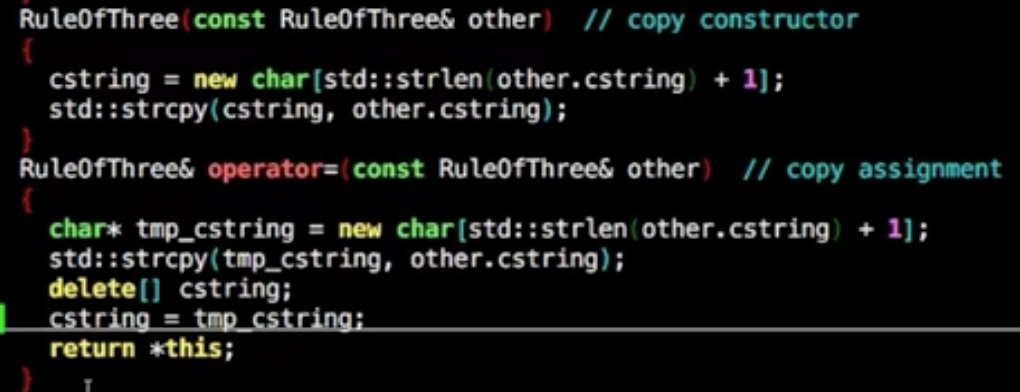 RuleOfThree(const RuleOfThree& other)  // copy constructor
{
  cstring = new char[std::strlen(other.cstring) + 1];
  std::strcpy(cstring, other.cstring);
}
RuleOfThree& operator=(const RuleOfThree& other)  // copy assignment
{
  char* tmp_cstring = new char[std::strlen(other.cstring) + 1];
  std::strcpy(tmp_cstring, other.cstring);
  delete[] cstring;
  cstring = tmp_cstring;
  return *this;
}